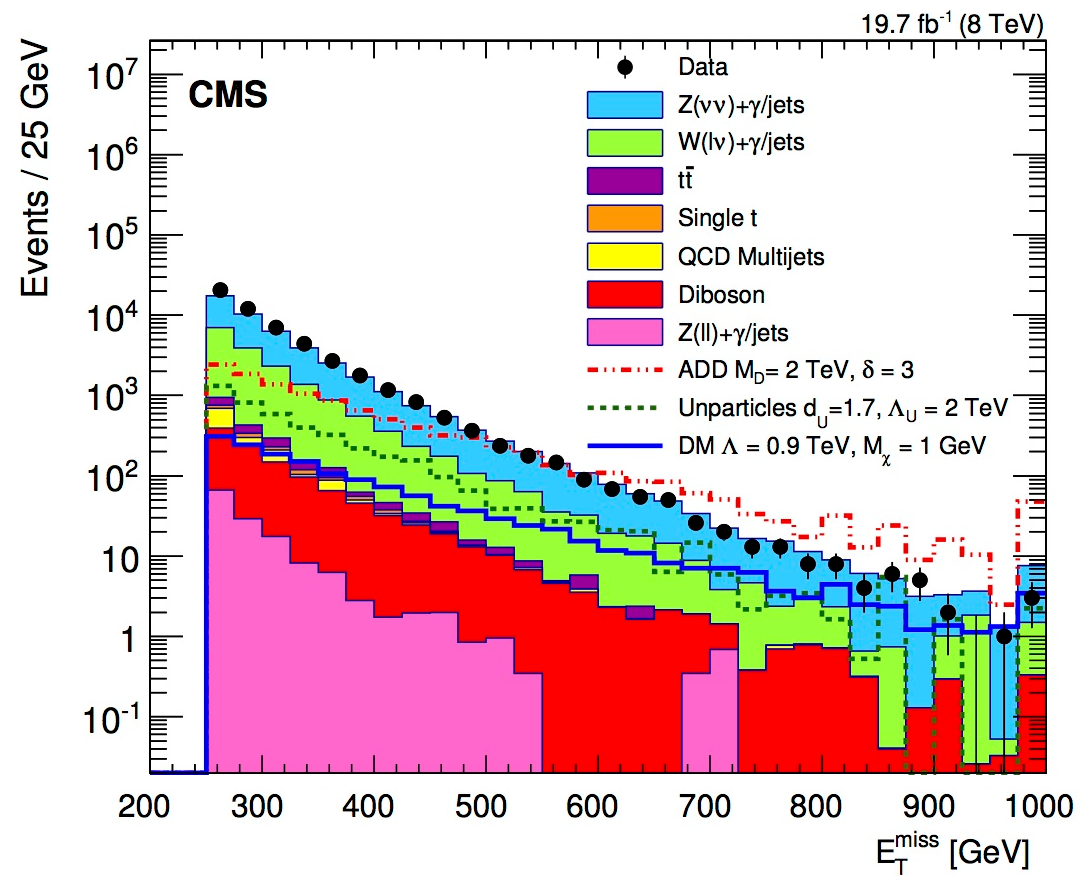 19.7 fb⁻¹ (8 TeV)
CMS
Events / 25 GeV
10⁷
10⁶
10⁵
10⁴
10³
10²
10
1
10⁻¹
Data
Z(νν)+γ/jets
W(lν)+γ/jets
tt̄
Single t
QCD Multijets
Diboson
Z(ll)+γ/jets
ADD M_D= 2 TeV, δ = 3
Unparticles d_U=1.7, Λ_U = 2 TeV
DM Λ = 0.9 TeV, M_χ = 1 GeV
200 300 400 500 600 700 800 900 1000
E_T^miss [GeV]